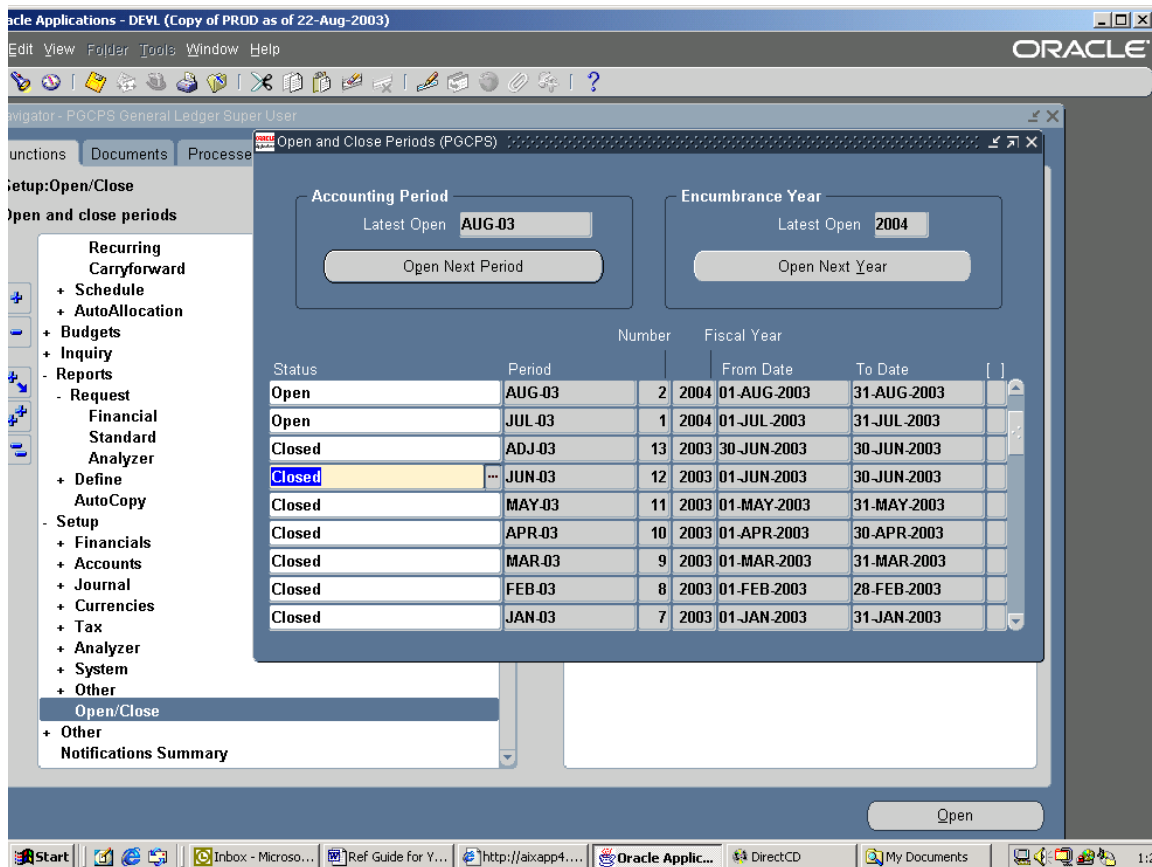 acle Applications - DEVL (Copy of PROD as of 22-Aug-2003)
Edit View Folder Tools Window Help
ORACLE
avigator - PGCPS General Ledger Super User
unctions Documents Processe
Setup:Open/Close
Open and close periods
Recurring
Carryforward
+ Schedule
+ AutoAllocation
+ Budgets
+ Inquiry
- Reports
- Request
Financial
Standard
Analyzer
+ Define
AutoCopy
- Setup
+ Financials
+ Accounts
+ Journal
+ Currencies
+ Tax
+ Analyzer
+ System
+ Other
Open/Close
+ Other
Notifications Summary
Open and Close Periods (PGCPS)
Accounting Period
Latest Open AUG-03
Open Next Period
Encumbrance Year
Latest Open 2004
Open Next Year
Number Fiscal Year
Status Period From Date To Date [ ]
Open AUG-03 2 2004 01-AUG-2003 31-AUG-2003
Open JUL-03 1 2004 01-JUL-2003 31-JUL-2003
Closed ADJ-03 13 2003 30-JUN-2003 30-JUN-2003
Closed ... JUN-03 12 2003 01-JUN-2003 30-JUN-2003
Closed MAY-03 11 2003 01-MAY-2003 31-MAY-2003
Closed APR-03 10 2003 01-APR-2003 30-APR-2003
Closed MAR-03 9 2003 01-MAR-2003 31-MAR-2003
Closed FEB-03 8 2003 01-FEB-2003 28-FEB-2003
Closed JAN-03 7 2003 01-JAN-2003 31-JAN-2003
Open
Start Inbox - Microso... Ref Guide for Y... http://aixapp4.... Oracle Applic... DirectCD My Documents